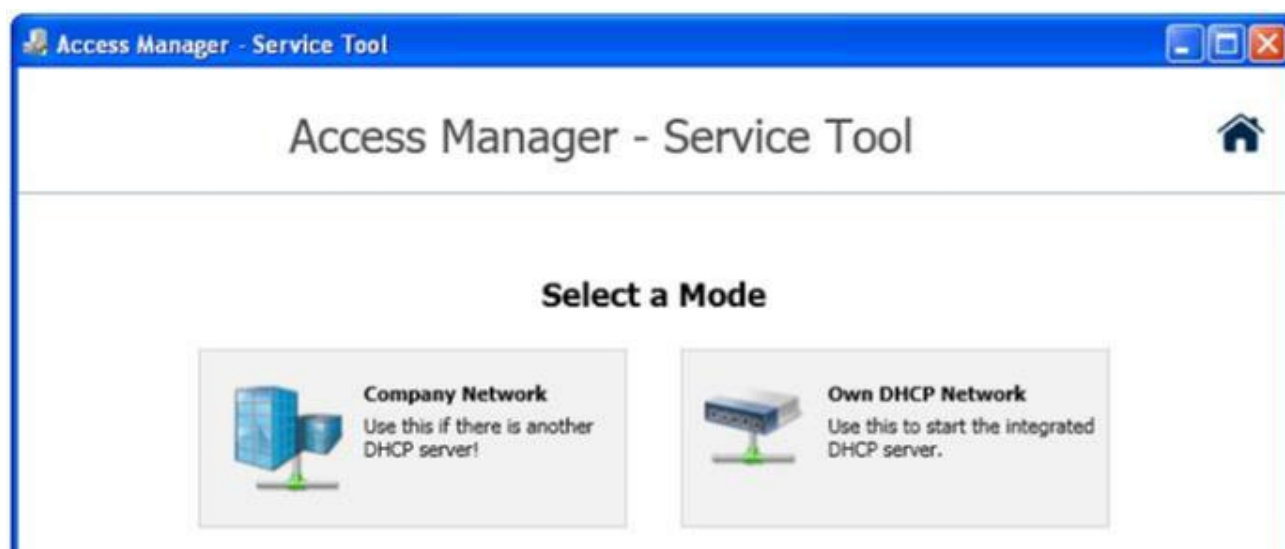 Access Manager - Service Tool
Access Manager - Service Tool
Select a Mode
Company Network
Use this if there is another
DHCP server!
Own DHCP Network
Use this to start the integrated
DHCP server.